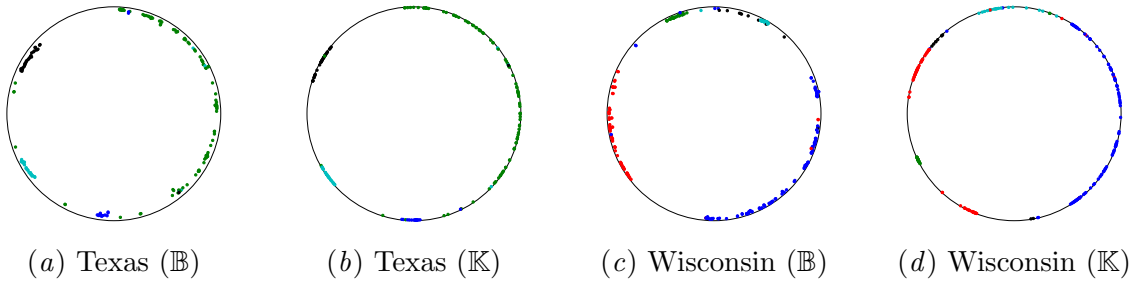 (a) Texas (𝔹) (b) Texas (𝕂) (c) Wisconsin (𝔹) (d) Wisconsin (𝕂)